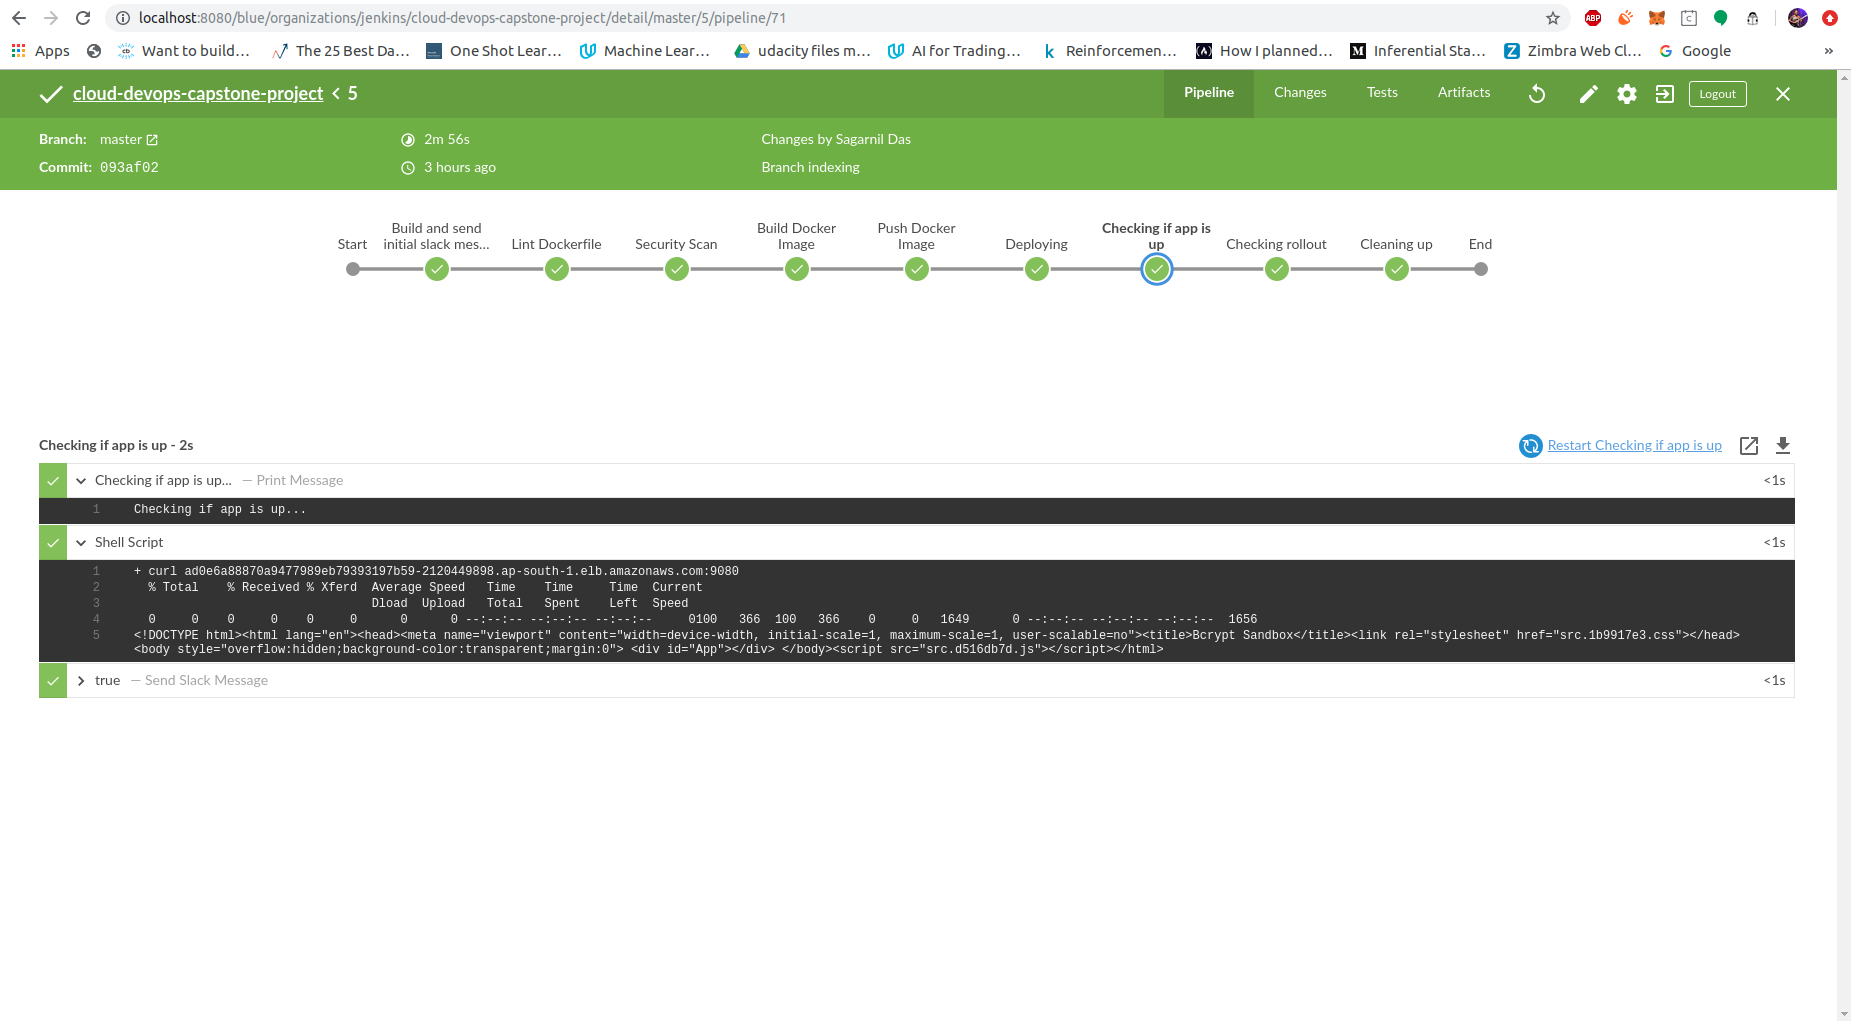 localhost:8080/blue/organizations/jenkins/cloud-devops-capstone-project/detail/master/5/pipeline/71
ABP
C
Apps
cb
Want to build...
The 25 Best Da...
One Shot Lear...
Machine Lear...
udacity files m...
AI for Trading...
k
Reinforcemen...
How I planned...
M
Inferential Sta...
Z
Zimbra Web Cl...
G
Google
»
cloud-devops-capstone-project < 5
Pipeline
Changes
Tests
Artifacts
Logout
Branch: master
2m 56s
Changes by Sagarnil Das
Commit: 093af02
3 hours ago
Branch indexing
Start
Build and send
initial slack mes...
Lint Dockerfile
Security Scan
Build Docker
Image
Push Docker
Image
Deploying
Checking if app is
up
Checking rollout
Cleaning up
End
Checking if app is up - 2s
Restart Checking if app is up
Checking if app is up... — Print Message <1s
1 Checking if app is up...
Shell Script <1s
1 + curl ad0e6a88870a9477989eb79393197b59-2120449898.ap-south-1.elb.amazonaws.com:9080
2 % Total % Received % Xferd Average Speed Time Time Time Current
3 Dload Upload Total Spent Left Speed
4 0 0 0 0 0 0 0 0 --:--:-- --:--:-- --:--:-- 0100 366 100 366 0 0 1649 0 --:--:-- --:--:-- --:--:-- 1656
5 <!DOCTYPE html><html lang="en"><head><meta name="viewport" content="width=device-width, initial-scale=1, maximum-scale=1, user-scalable=no"><title>Bcrypt Sandbox</title><link rel="stylesheet" href="src.1b9917e3.css"></head>
<body style="overflow:hidden;background-color:transparent;margin:0"> <div id="App"></div> </body><script src="src.d516db7d.js"></script></html>
true — Send Slack Message <1s